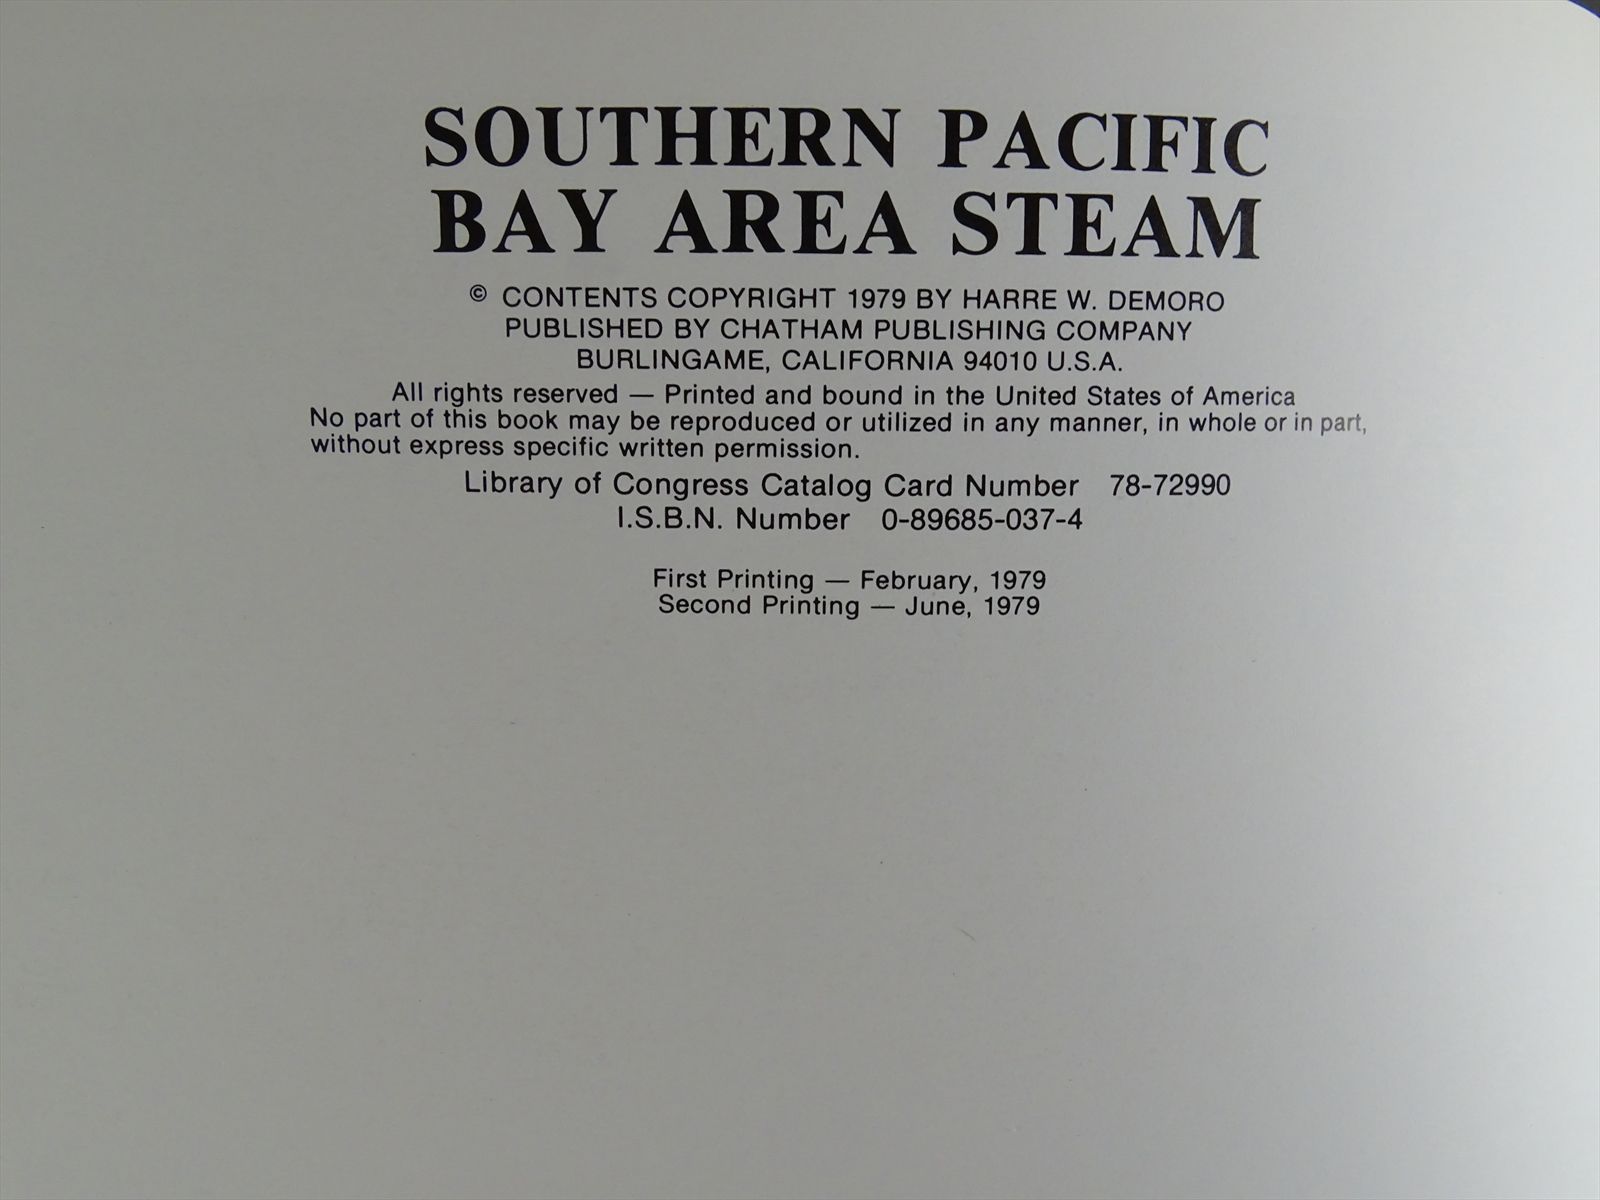 SOUTHERN PACIFIC
BAY AREA STEAM
© CONTENTS COPYRIGHT 1979 BY HARRE W. DEMORO
PUBLISHED BY CHATHAM PUBLISHING COMPANY
BURLINGAME, CALIFORNIA 94010 U.S.A.
All rights reserved — Printed and bound in the United States of America
No part of this book may be reproduced or utilized in any manner, in whole or in part,
without express specific written permission.
Library of Congress Catalog Card Number 78-72990
I.S.B.N. Number 0-89685-037-4
First Printing — February, 1979
Second Printing — June, 1979